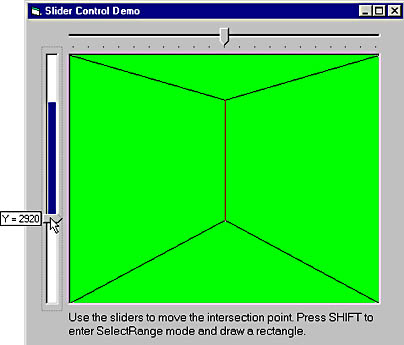 Slider Control Demo
Y = 2920
Use the sliders to move the intersection point. Press SHIFT to
enter SelectRange mode and draw a rectangle.